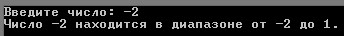 Введите число: -2
Число -2 находится в диапазоне от -2 до 1.